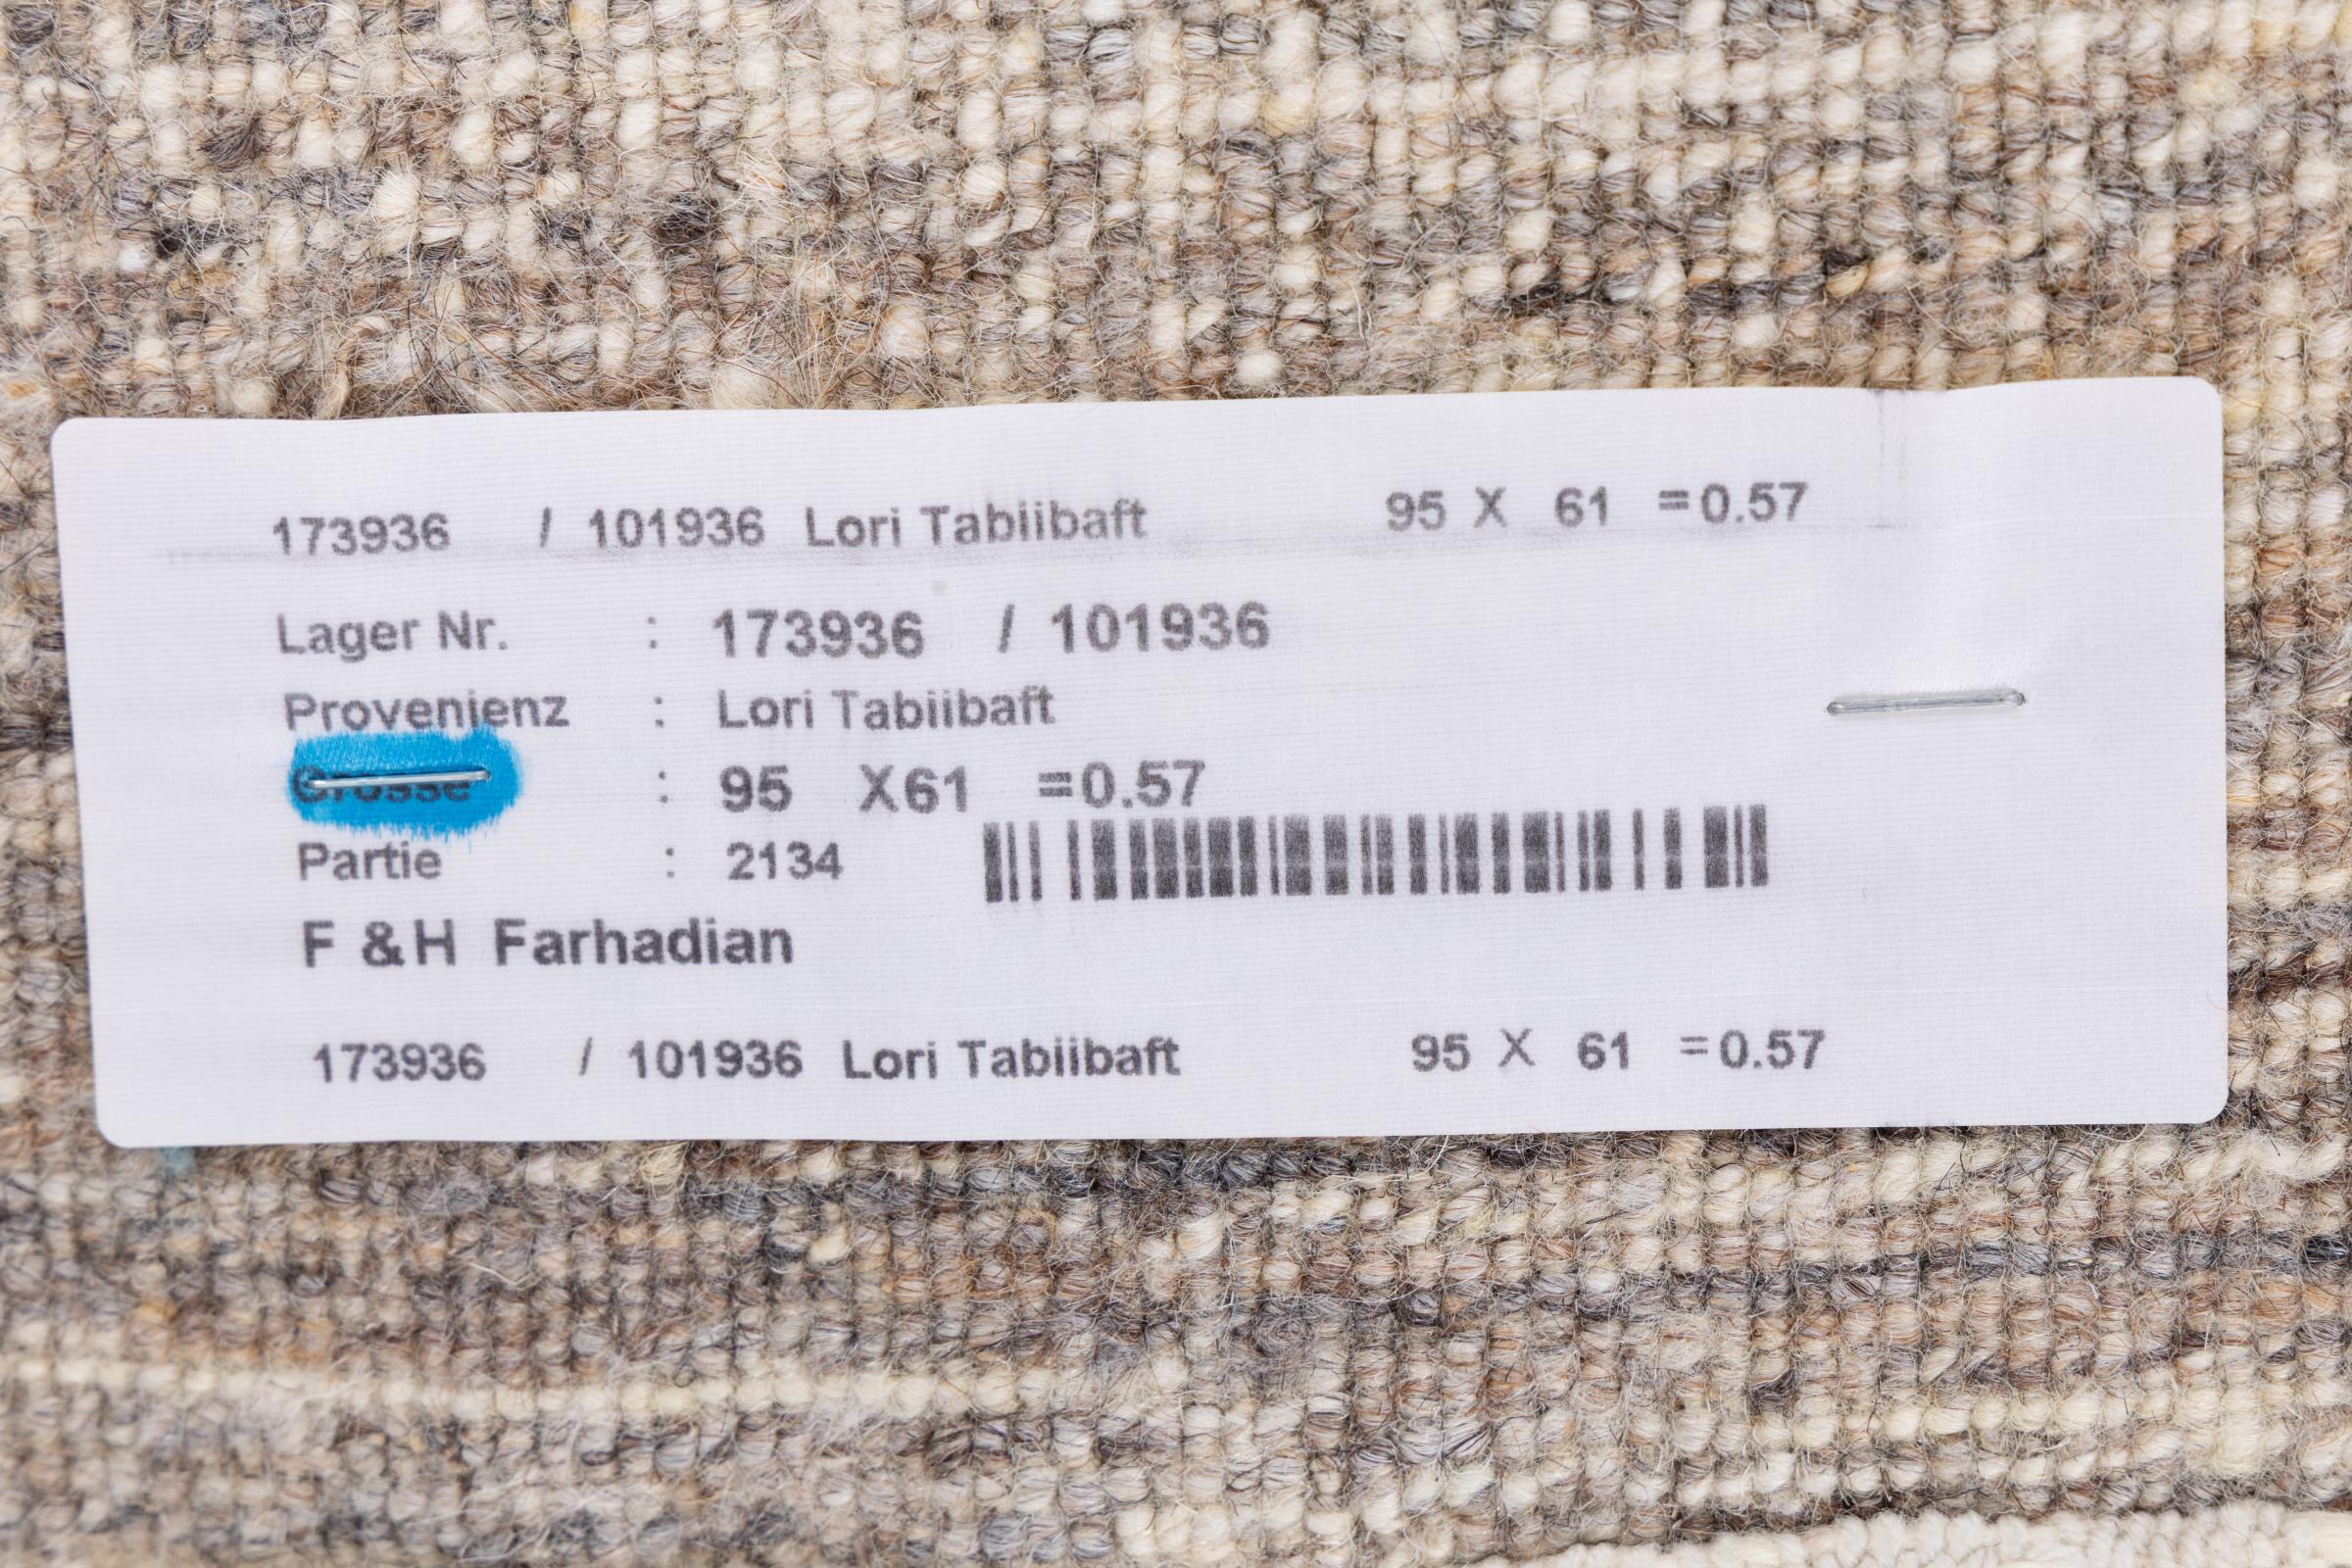 173936 / 101936 Lori Tabiibaft 95 X 61 =0.57
Lager Nr. : 173936 / 101936
Provenienz : Lori Tabiibaft
Grosse : 95 X61 =0.57
Partie : 2134
F &H Farhadian
173936 / 101936 Lori Tabiibaft 95 X 61 =0.57